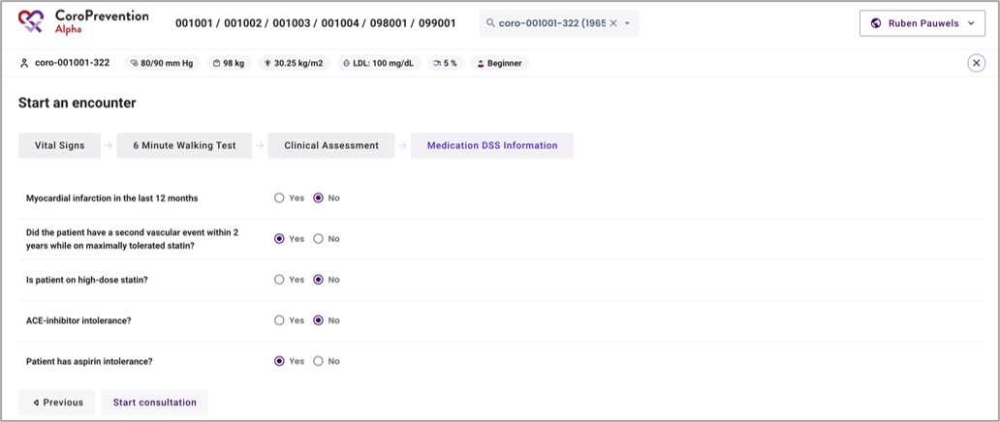 CoroPrevention
Alpha
001001 / 001002 / 001003 / 001004 / 098001 / 099001
coro-001001-322 (1965
Ruben Pauwels
coro-001001-322
80/90 mm Hg
98 kg
30.25 kg/m2
LDL: 100 mg/dL
5 %
Beginner
Start an encounter
Vital Signs
6 Minute Walking Test
Clinical Assessment
Medication DSS Information
Myocardial infarction in the last 12 months
Yes
No
Did the patient have a second vascular event within 2
years while on maximally tolerated statin?
Yes
No
Is patient on high-dose statin?
Yes
No
ACE-inhibitor intolerance?
Yes
No
Patient has aspirin intolerance?
Yes
No
Previous
Start consultation